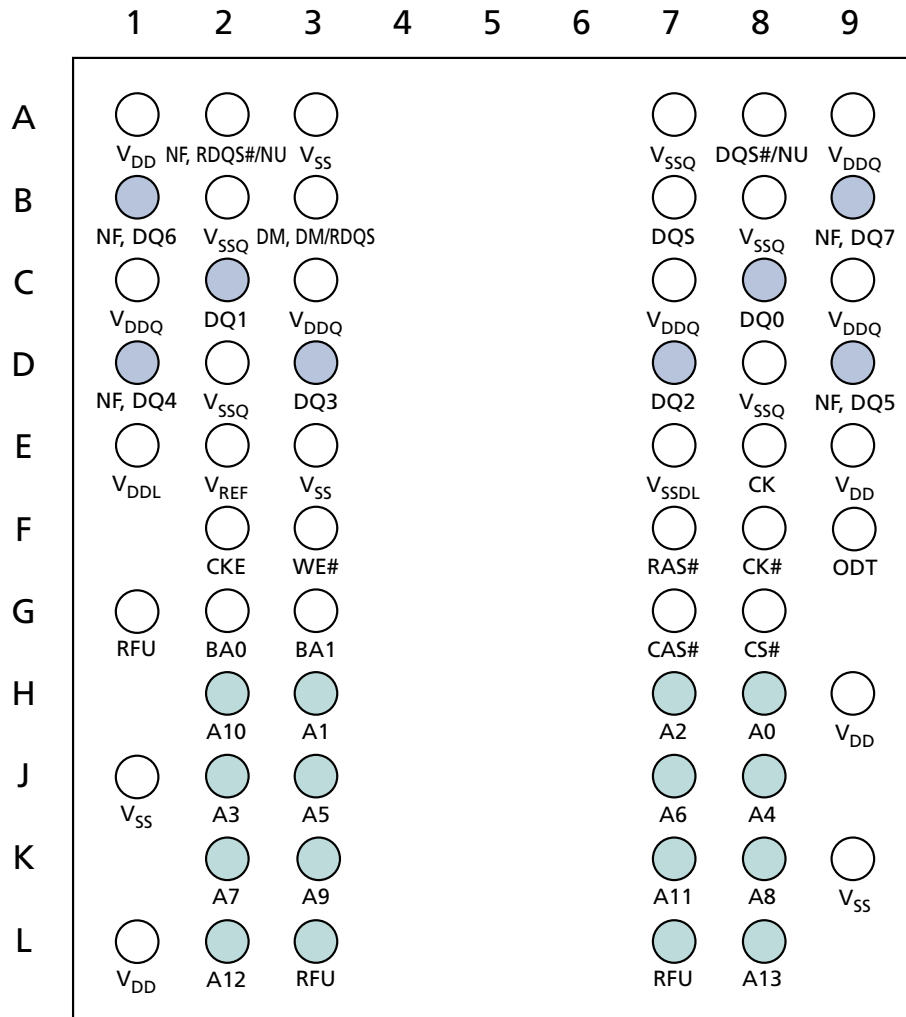 1 2 3 4 5 6 7 8 9
A
VDD NF, RDQS#/NU VSS VSSQ DQS#/NU VDDQ
B
NF, DQ6 VSSQ DM, DM/RDQS DQS VSSQ NF, DQ7
C
VDDQ DQ1 VDDQ VDDQ DQ0 VDDQ
D
NF, DQ4 VSSQ DQ3 DQ2 VSSQ NF, DQ5
E
VDDL VREF VSS VSSDL CK VDD
F
CKE WE# RAS# CK# ODT
G
RFU BA0 BA1 CAS# CS#
H
A10 A1 A2 A0 VDD
J
VSS A3 A5 A6 A4
K
A7 A9 A11 A8 VSS
L
VDD A12 RFU RFU A13